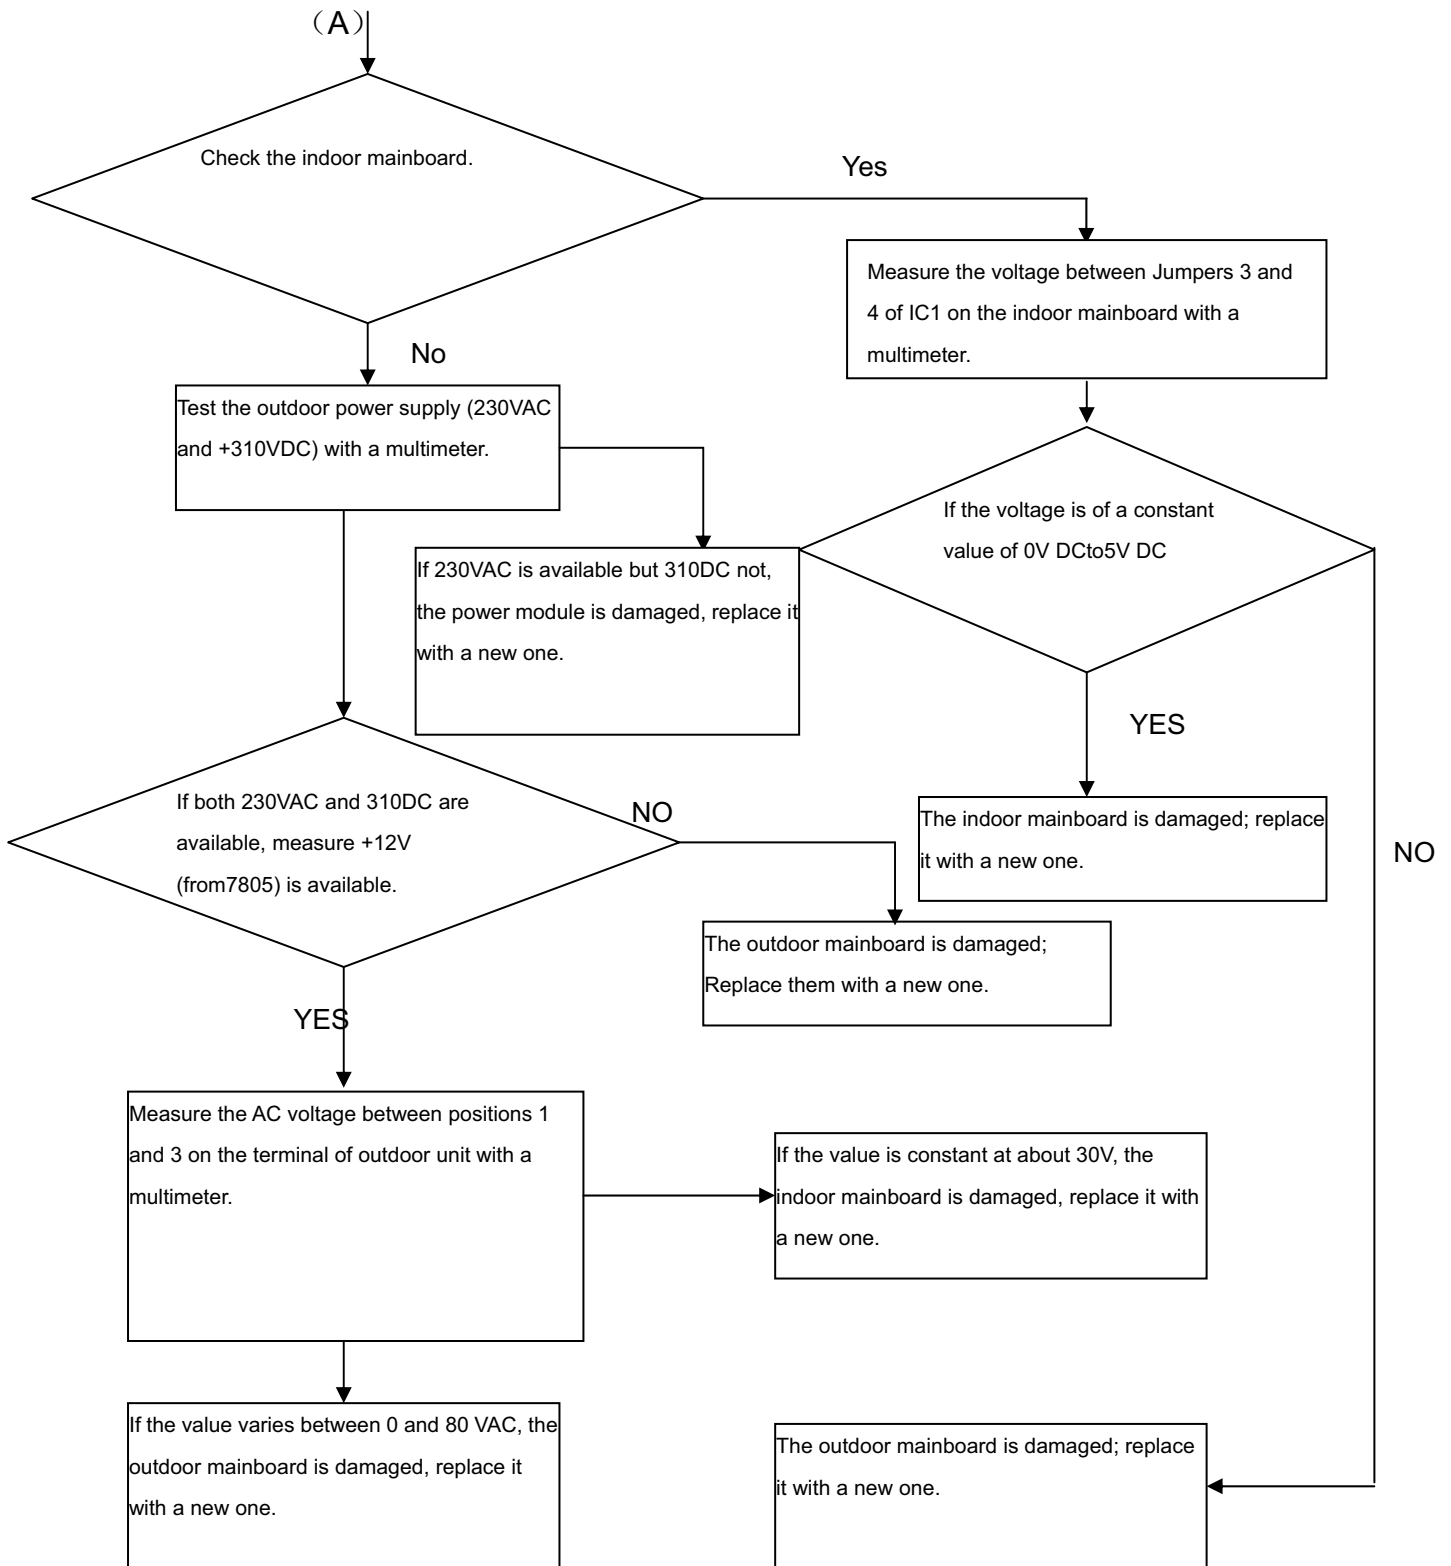 （A）
Check the indoor mainboard.
Yes
Measure the voltage between Jumpers 3 and
4 of IC1 on the indoor mainboard with a
multimeter.
No
Test the outdoor power supply (230VAC
and +310VDC) with a multimeter.
If the voltage is of a constant
value of 0V DCto5V DC
If 230VAC is available but 310DC not,
the power module is damaged, replace it
with a new one.
YES
If both 230VAC and 310DC are
available, measure +12V
(from7805) is available.
NO
The indoor mainboard is damaged; replace
it with a new one.
NO
The outdoor mainboard is damaged;
Replace them with a new one.
YES
Measure the AC voltage between positions 1
and 3 on the terminal of outdoor unit with a
multimeter.
If the value is constant at about 30V, the
indoor mainboard is damaged, replace it with
a new one.
If the value varies between 0 and 80 VAC, the
outdoor mainboard is damaged, replace it
with a new one.
The outdoor mainboard is damaged; replace
it with a new one.